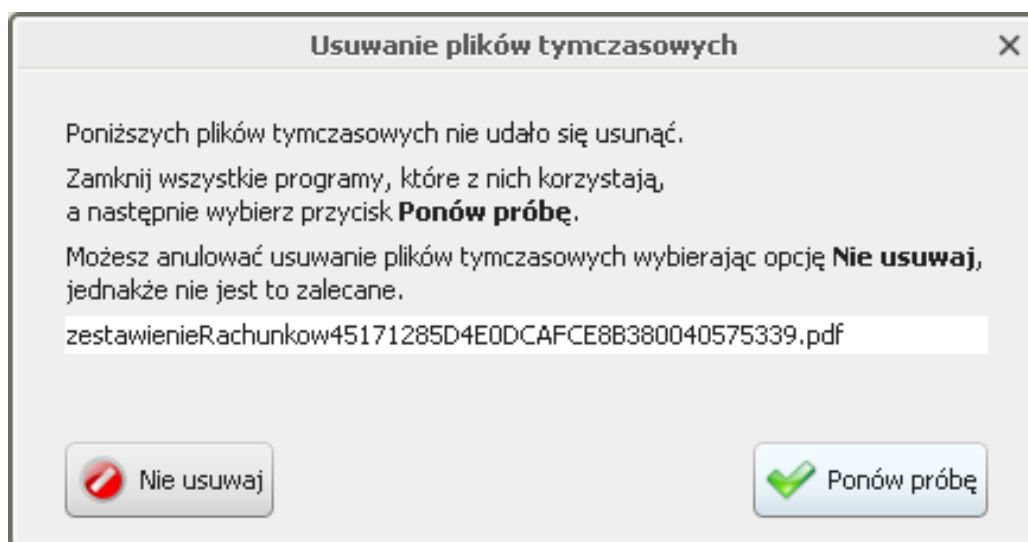 Usuwanie plików tymczasowych
Poniższych plików tymczasowych nie udało się usunąć.
Zamknij wszystkie programy, które z nich korzystają,
a następnie wybierz przycisk Ponów próbę.
Możesz anulować usuwanie plików tymczasowych wybierając opcję Nie usuwaj,
jednakże nie jest to zalecane.
zestawienieRachunkow45171285D4E0DCAFCE8B380040575339.pdf
Nie usuwaj
Ponów próbę